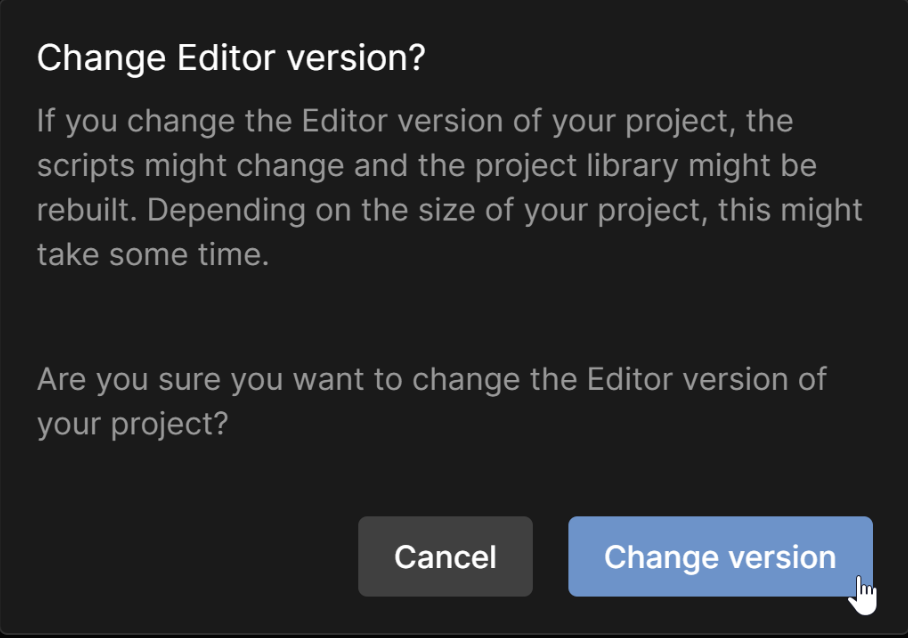 Change Editor version?
If you change the Editor version of your project, the
scripts might change and the project library might be
rebuilt. Depending on the size of your project, this might
take some time.
Are you sure you want to change the Editor version of
your project?
Cancel
Change version